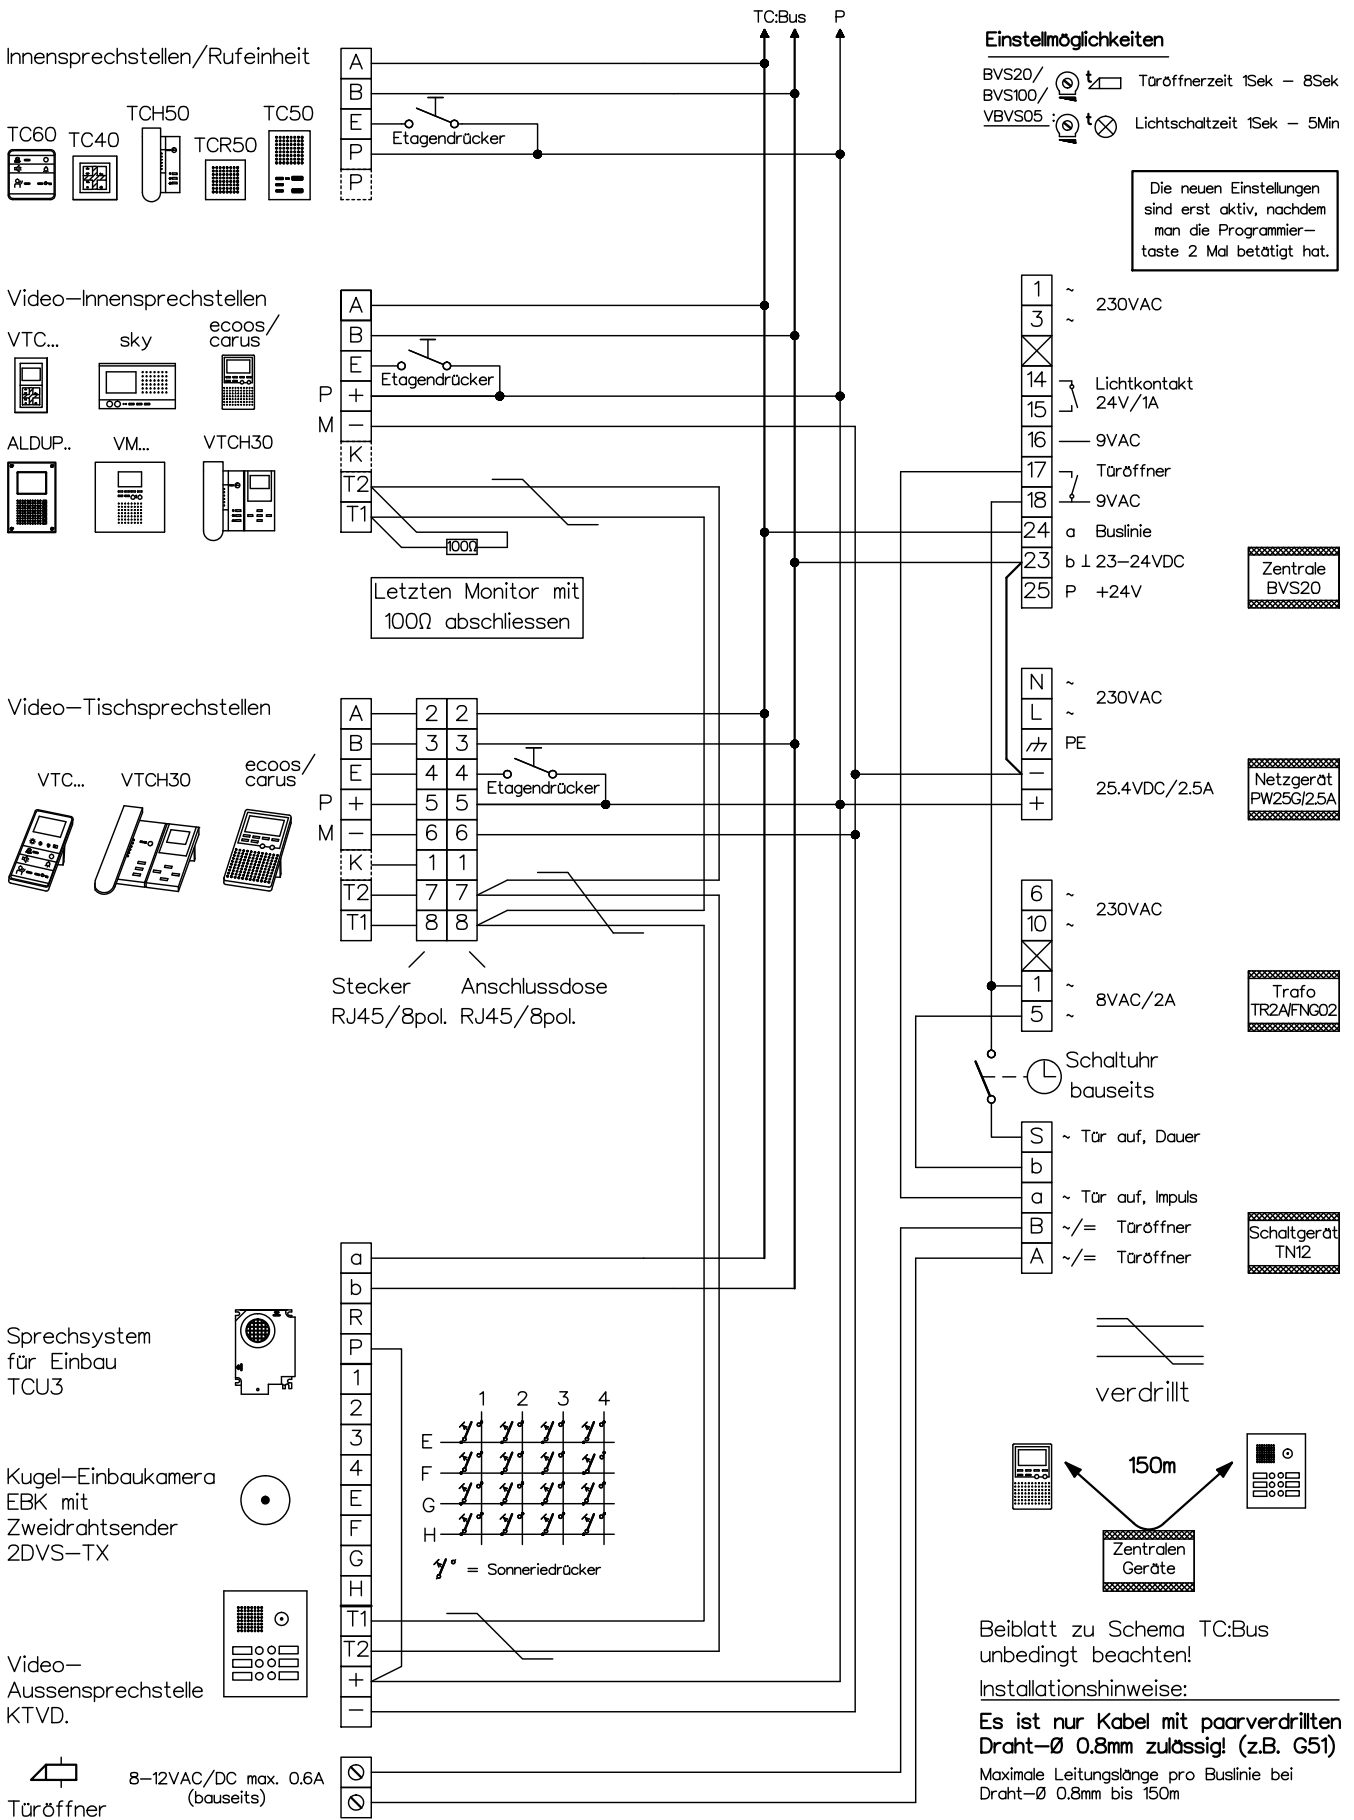 TC:Bus P
Innensprechstellen/Rufeinheit
TC60
TC40
TCH50
TCR50
TC50
A
B
E
P
P
Etagendrücker
Einstellmöglichkeiten
BVS20/
BVS100/
VBVS05 :
t Türöffnerzeit 1Sek – 8Sek
t Lichtschaltzeit 1Sek – 5Min
Die neuen Einstellungen
sind erst aktiv, nachdem
man die Programmier–
taste 2 Mal betätigt hat.
Video–Innensprechstellen
VTC...
sky
ecoos/
carus
ALDUP..
VM...
VTCH30
A
B
E
P +
M –
K
T2
T1
Etagendrücker
100Ω
Letzten Monitor mit
100Ω abschliessen
1 ~
230VAC
3 ~
14 Lichtkontakt
15 24V/1A
16 9VAC
17 Türöffner
18 9VAC
24 a Buslinie
23 b ⊥ 23–24VDC
25 P +24V
Zentrale
BVS20
Video–Tischsprechstellen
VTC...
VTCH30
ecoos/
carus
A 2 2
B 3 3
E 4 4
P + 5 5
M – 6 6
K 1 1
T2 7 7
T1 8 8
Etagendrücker
Stecker
RJ45/8pol.
Anschlussdose
RJ45/8pol.
N ~
230VAC
L ~
PE
–
25.4VDC/2.5A
+
Netzgerät
PW25G/2.5A
6 ~
230VAC
10 ~
1 ~
8VAC/2A
5 ~
Trafo
TR2A/FNG02
Schaltuhr
bauseits
S ~ Tür auf, Dauer
b
a ~ Tür auf, Impuls
B ~/= Türöffner
A ~/= Türöffner
Schaltgerät
TN12
verdrillt
150m
Zentralen
Geräte
Sprechsystem
für Einbau
TCU3
Kugel–Einbaukamera
EBK mit
Zweidrahtsender
2DVS–TX
Video–
Aussensprechstelle
KTVD.
a
b
R
P
1
2
3
4
E
F
G
H
T1
T2
+
–
1 2 3 4
E
F
G
H
= Sonneriedrücker
Türöffner
8–12VAC/DC max. 0.6A
(bauseits)
Beiblatt zu Schema TC:Bus
unbedingt beachten!
Installationshinweise:
Es ist nur Kabel mit paarverdrillten
Draht–Ø 0.8mm zulässig! (z.B. G51)
Maximale Leitungslänge pro Buslinie bei
Draht–Ø 0.8mm bis 150m